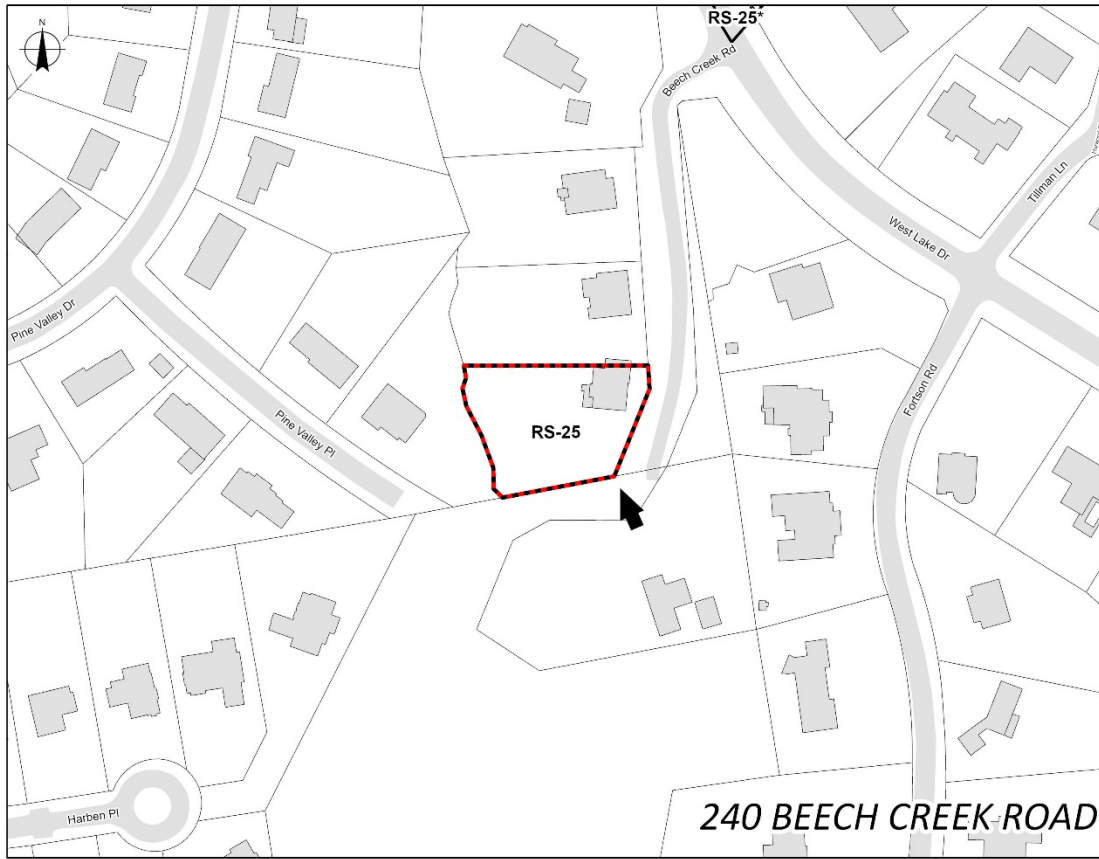 N
RS-25*
Beech Creek Rd
Tillman Ln
West Lake Dr
Pine Valley Dr
Fortson Rd
Pine Valley Pl
RS-25
Harben Pl
240 BEECH CREEK ROAD